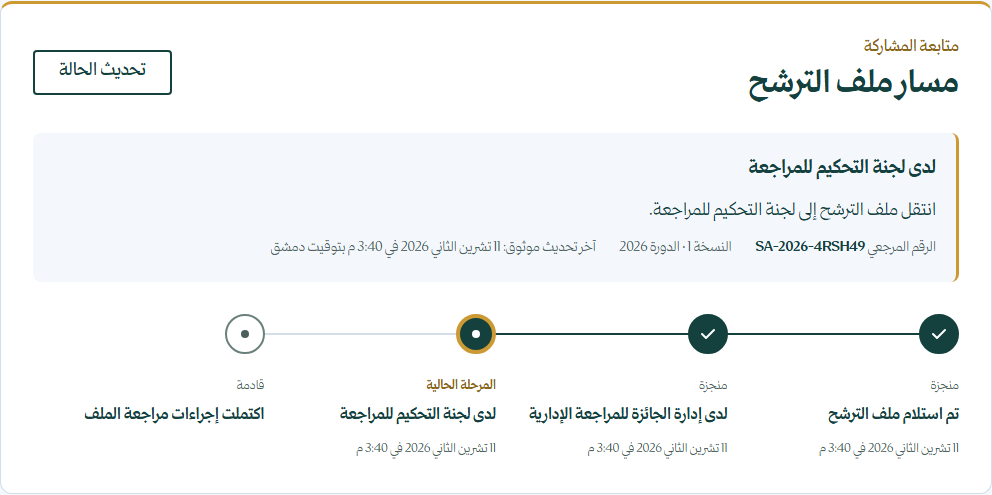 متابعة المشاركة
مسار ملف الترشح
تحديث الحالة
لدى لجنة التحكيم للمراجعة
انتقل ملف الترشح إلى لجنة التحكيم للمراجعة.
الرقم المرجعي SA-2026-4RSH49 النسخة 1 · الدورة 2026 آخر تحديث موثوق: 11 تشرين الثاني 2026 في 3:40 م بتوقيت دمشق
منجزة
تم استلام ملف الترشح
11 تشرين الثاني 2026 في 3:40 م
منجزة
لدى إدارة الجائزة للمراجعة الإدارية
11 تشرين الثاني 2026 في 3:40 م
المرحلة الحالية
لدى لجنة التحكيم للمراجعة
11 تشرين الثاني 2026 في 3:40 م
قادمة
اكتملت إجراءات مراجعة الملف